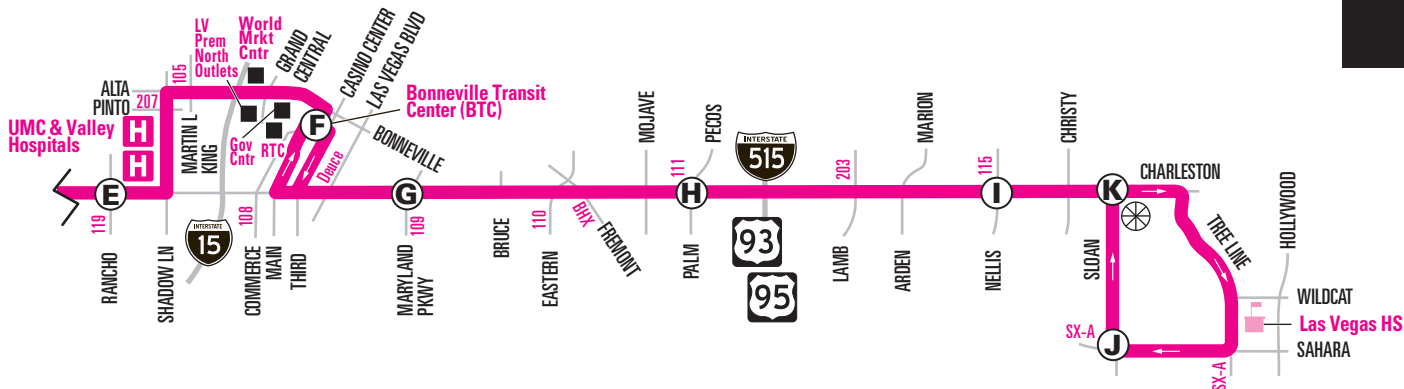 LV
Prem
North
Outlets
World
Mrkt
Cntr
GRAND
CENTRAL
CASINO CENTER
LAS VEGAS BLVD
105
ALTA
PINTO
207
UMC & Valley
Hospitals
H
H
MARTIN L
KING
Gov
Cntr
RTC
F
Bonneville Transit
Center (BTC)
BONNEVILLE
Deuce
E
119
RANCHO
SHADOW LN
INTERSTATE
15
108
COMMERCE
MAIN
THIRD
G
109
MARYLAND
PKWY
BRUCE
110
EASTERN
BHX
FREMONT
MOJAVE
111
PECOS
H
PALM
INTERSTATE
515
93
95
203
LAMB
MARION
ARDEN
115
I
NELLIS
CHRISTY
K
CHARLESTON
SLOAN
TREE LINE
HOLLYWOOD
WILDCAT
Las Vegas HS
SAHARA
SX-A
J
SX-A